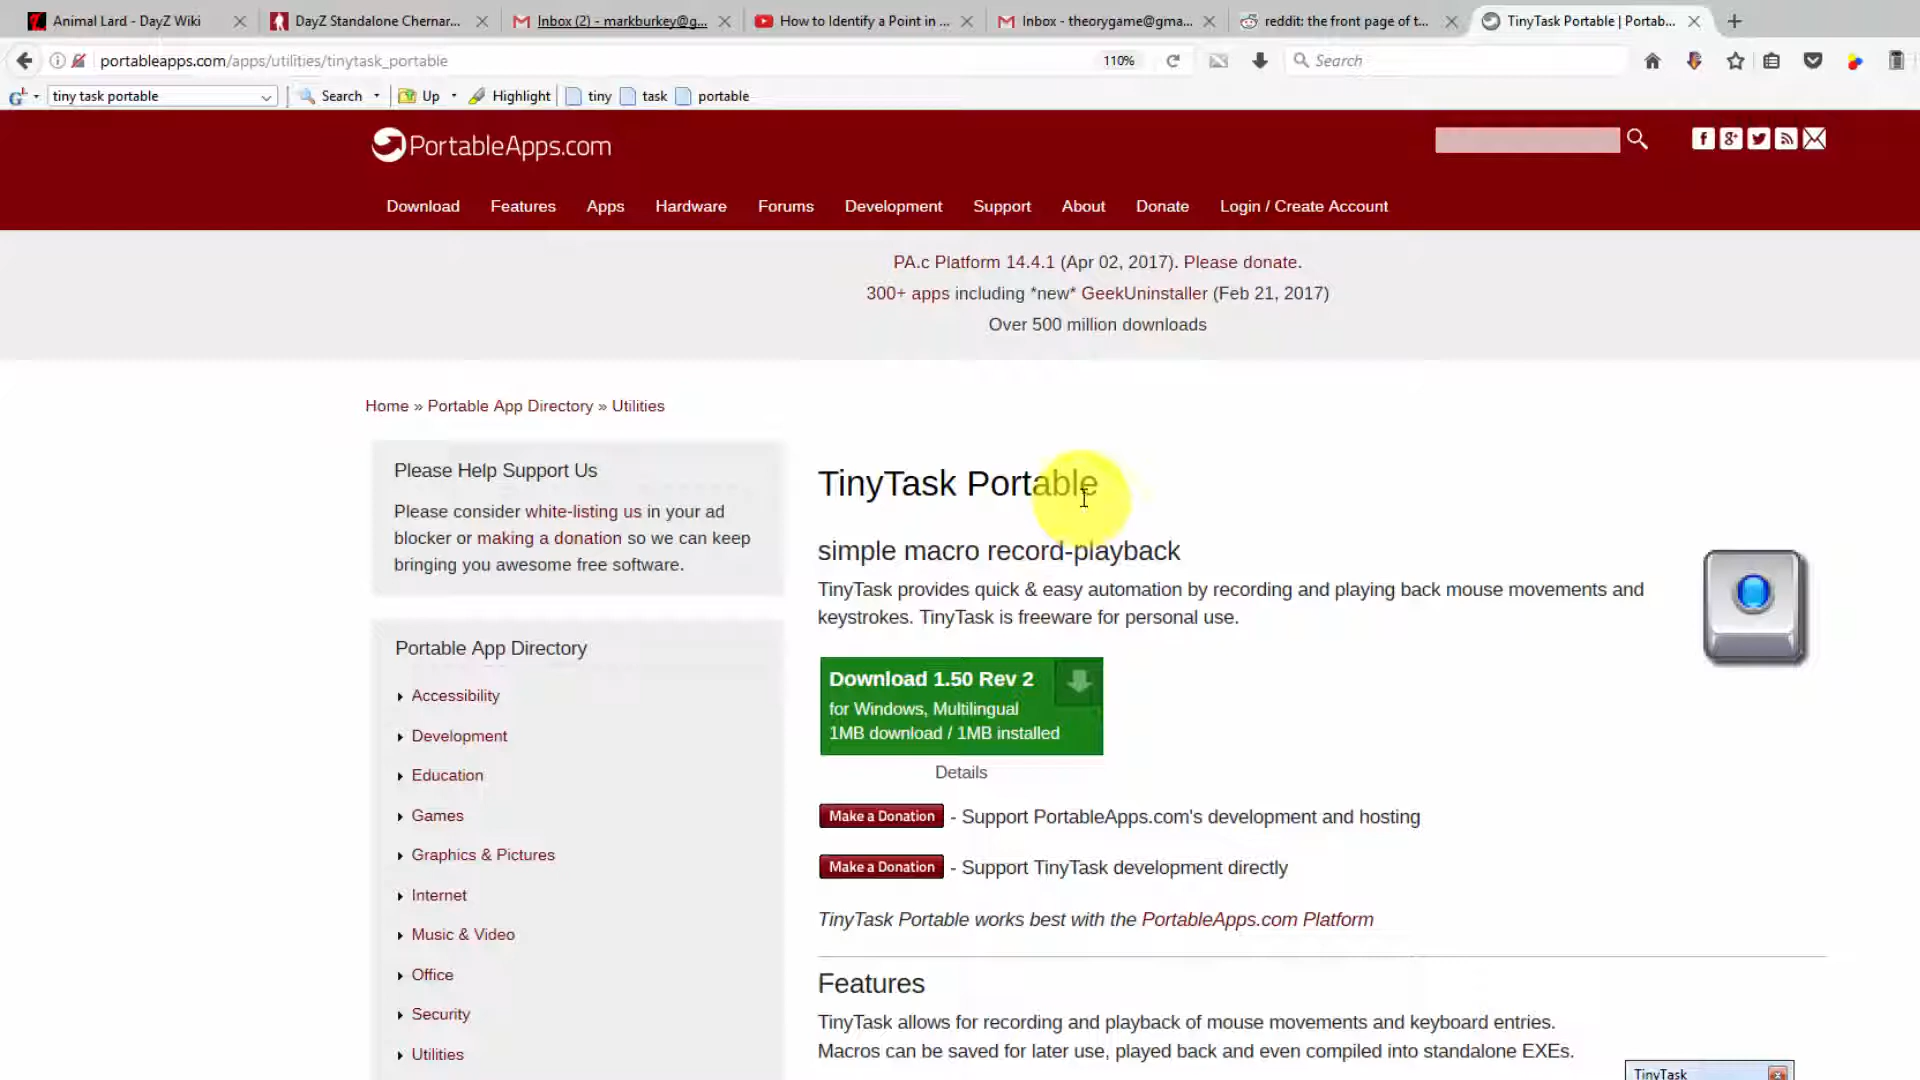 Animal Lard - DayZ Wiki
DayZ Standalone Chernar...
Inbox (2) - markburkey@g...
How to Identify a Point in ...
Inbox - theorygame@gma...
reddit: the front page of t...
TinyTask Portable | Portab...
portableapps.com/apps/utilities/tinytask_portable
110%
Search
tiny task portable
Search
Up
Highlight
tiny
task
portable
PortableApps.com
Download Features Apps Hardware Forums Development Support About Donate Login / Create Account
PA.c Platform 14.4.1 (Apr 02, 2017). Please donate.
300+ apps including *new* GeekUninstaller (Feb 21, 2017)
Over 500 million downloads
Home » Portable App Directory » Utilities
Please Help Support Us
Please consider white-listing us in your ad
blocker or making a donation so we can keep
bringing you awesome free software.
Portable App Directory
Accessibility
Development
Education
Games
Graphics & Pictures
Internet
Music & Video
Office
Security
Utilities
TinyTask Portable
simple macro record-playback
TinyTask provides quick & easy automation by recording and playing back mouse movements and
keystrokes. TinyTask is freeware for personal use.
Download 1.50 Rev 2
for Windows, Multilingual
1MB download / 1MB installed
Details
Make a Donation - Support PortableApps.com's development and hosting
Make a Donation - Support TinyTask development directly
TinyTask Portable works best with the PortableApps.com Platform
Features
TinyTask allows for recording and playback of mouse movements and keyboard entries.
Macros can be saved for later use, played back and even compiled into standalone EXEs.
TinyTask